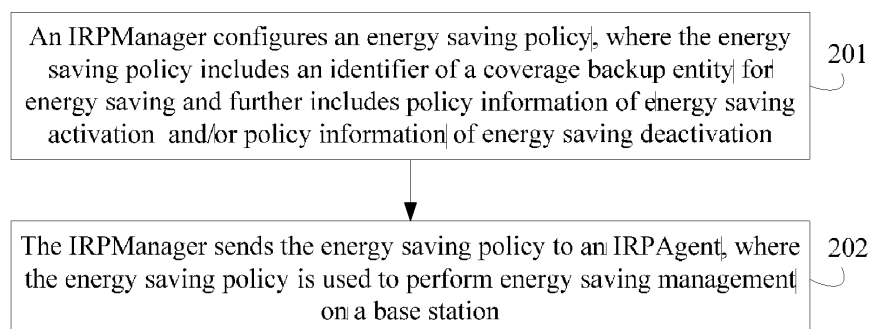 An IRPManager configures an energy saving policy, where the energy
saving policy includes an identifier of a coverage backup entity for
energy saving and further includes policy information of energy saving
activation and/or policy information of energy saving deactivation
201
The IRPManager sends the energy saving policy to an IRPAgent, where
the energy saving policy is used to perform energy saving management
on a base station
202